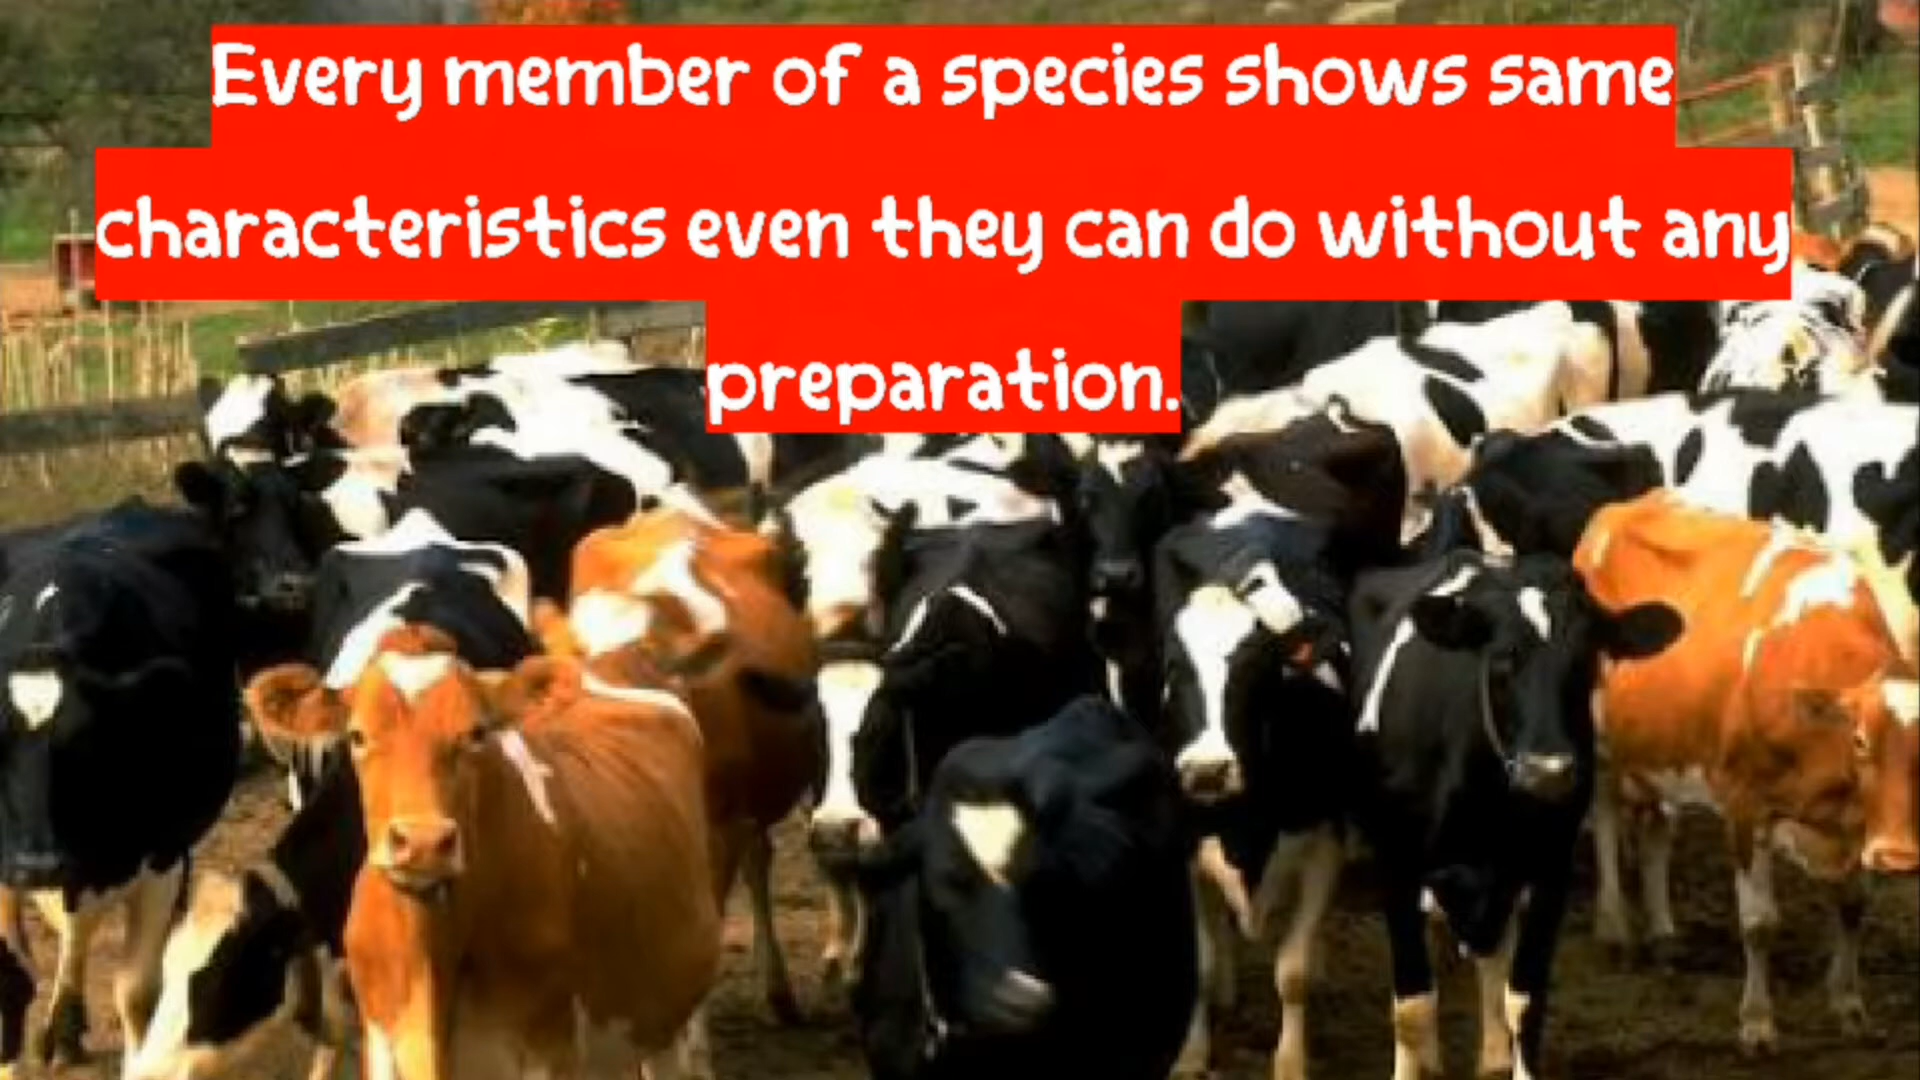 Every member of a species shows same
characteristics even they can do without any
preparation.